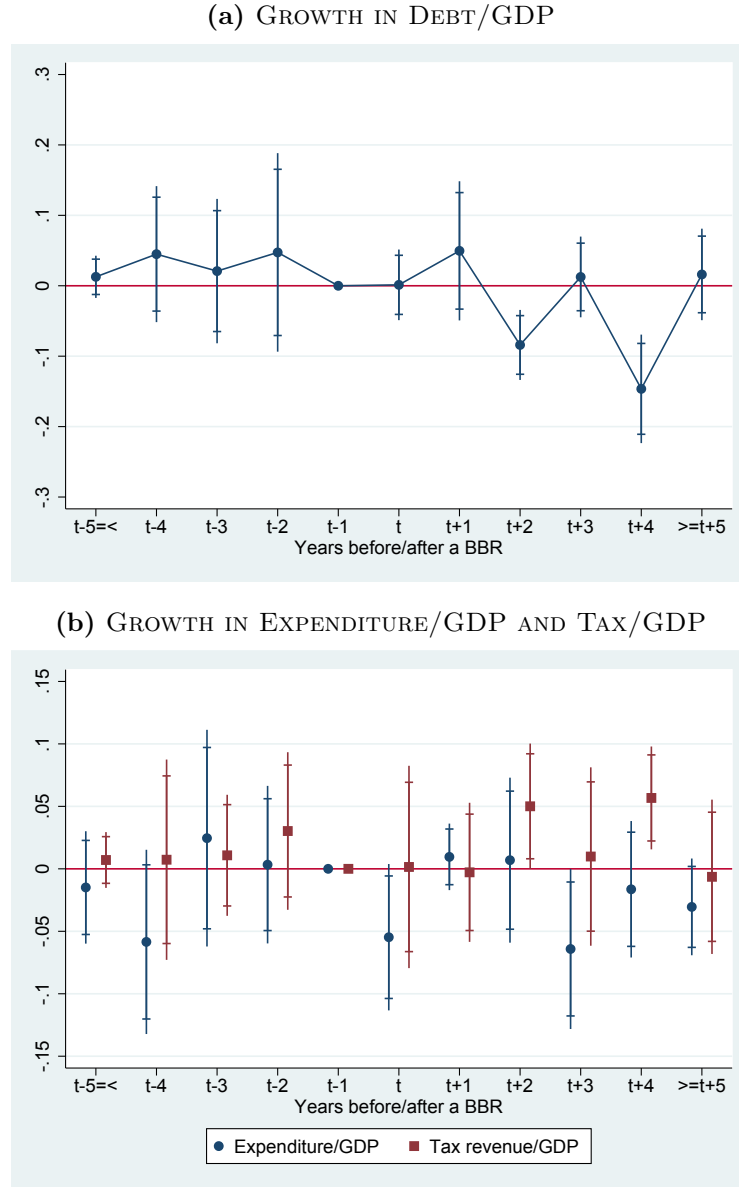 (a) Growth in Debt/GDP
.3
.2
.1
0
-.1
-.2
-.3
t-5=< t-4 t-3 t-2 t-1 t t+1 t+2 t+3 t+4 >=t+5
Years before/after a BBR
(b) Growth in Expenditure/GDP and Tax/GDP
.15
.1
.05
0
-.05
-.1
-.15
t-5=< t-4 t-3 t-2 t-1 t t+1 t+2 t+3 t+4 >=t+5
Years before/after a BBR
Expenditure/GDP Tax revenue/GDP